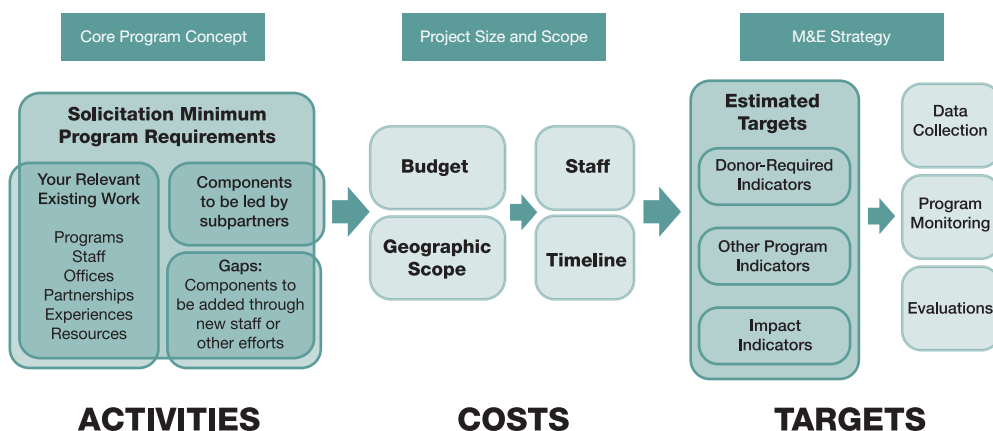 Core Program Concept
Project Size and Scope
M&E Strategy
Solicitation Minimum
Program Requirements
Your Relevant
Existing Work
Programs
Staff
Offices
Partnerships
Experiences
Resources
Components
to be led by
subpartners
Gaps:
Components to
be added through
new staff or
other efforts
Budget
Geographic
Scope
Staff
Timeline
Estimated
Targets
Donor-Required
Indicators
Other Program
Indicators
Impact
Indicators
Data
Collection
Program
Monitoring
Evaluations
ACTIVITIES
COSTS
TARGETS